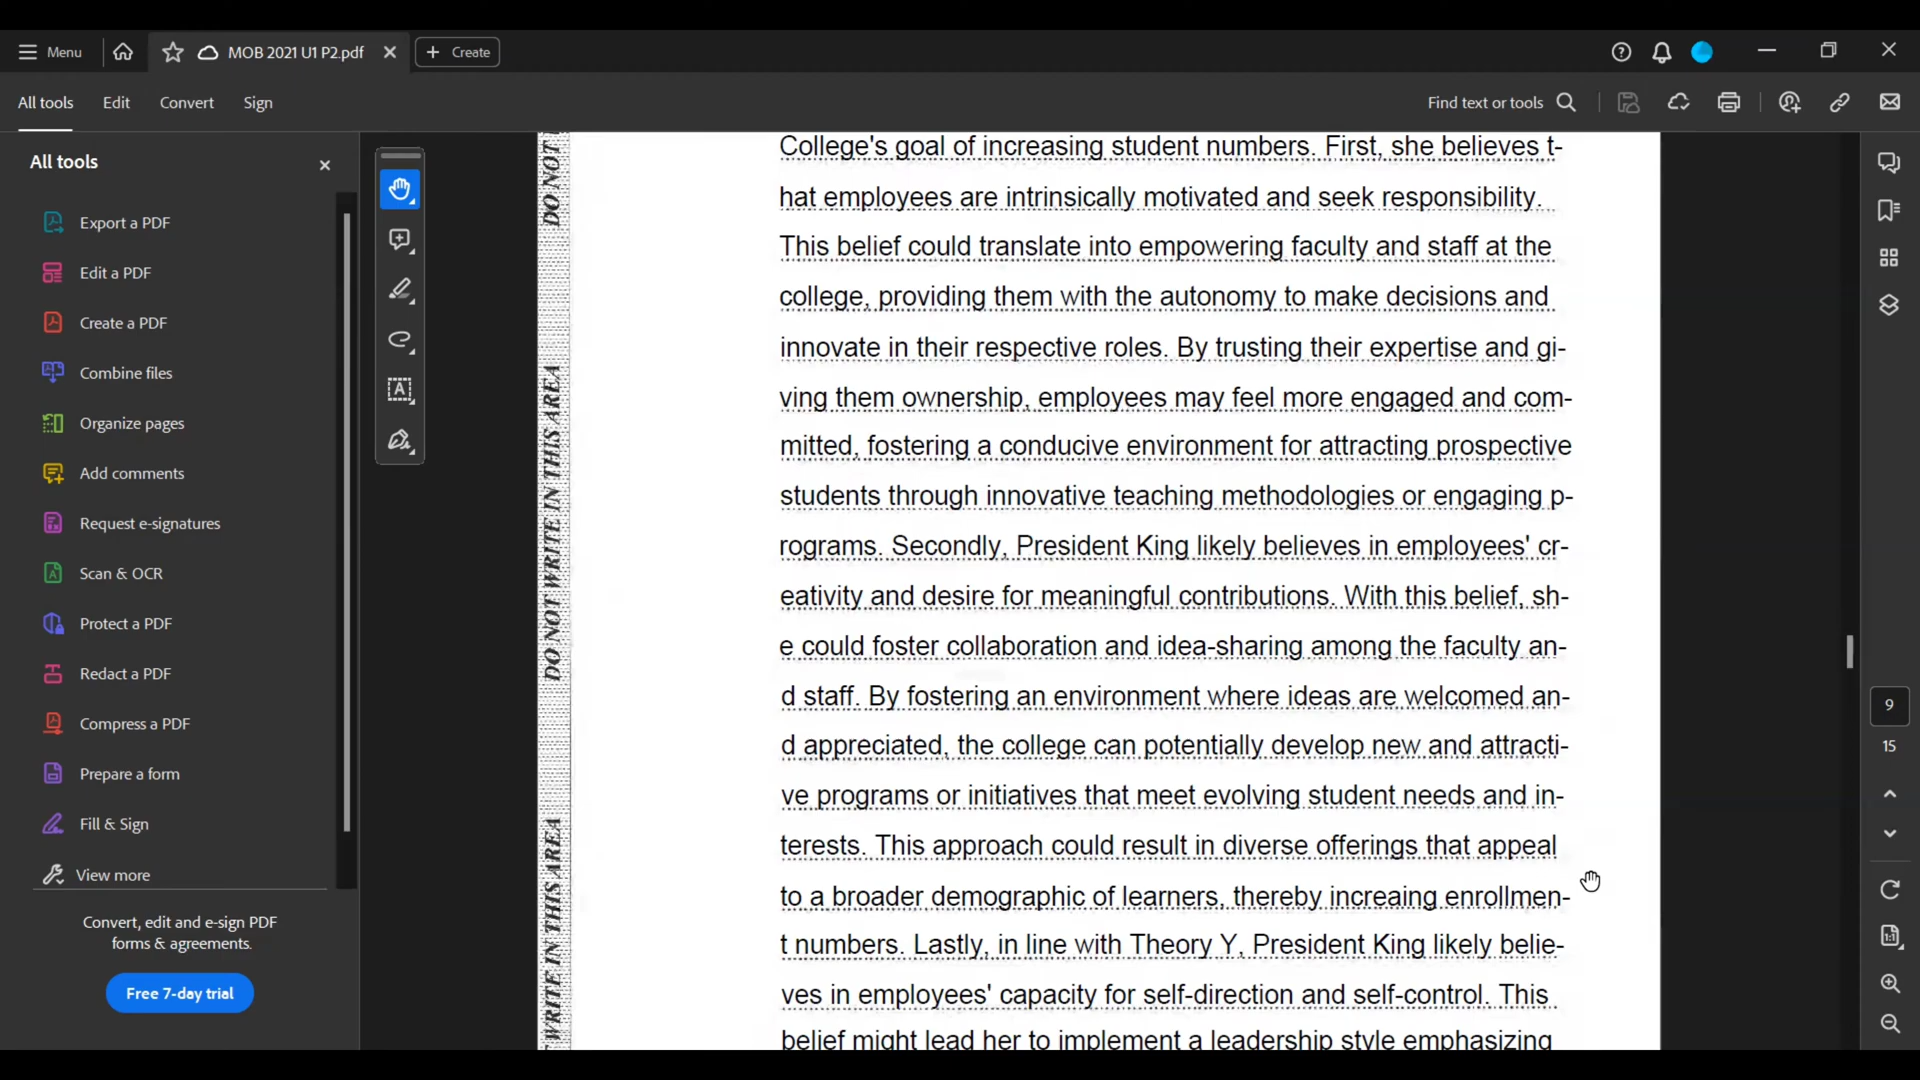 Menu
MOB 2021 U1 P2.pdf
Create
All tools
Edit
Convert
Sign
Find text or tools
All tools
Export a PDF
Edit a PDF
Create a PDF
Combine files
Organize pages
Add comments
Request e-signatures
Scan & OCR
Protect a PDF
Redact a PDF
Compress a PDF
Prepare a form
Fill & Sign
View more
Convert, edit and e-sign PDF
forms & agreements.
Free 7-day trial
DO NOT
DO NOT WRITE IN THIS AREA
WRITE IN THIS AREA
College's goal of increasing student numbers. First, she believes t-
hat employees are intrinsically motivated and seek responsibility.
This belief could translate into empowering faculty and staff at the
college, providing them with the autonomy to make decisions and
innovate in their respective roles. By trusting their expertise and gi-
ving them ownership, employees may feel more engaged and com-
mitted, fostering a conducive environment for attracting prospective
students through innovative teaching methodologies or engaging p-
rograms. Secondly, President King likely believes in employees' cr-
eativity and desire for meaningful contributions. With this belief, sh-
e could foster collaboration and idea-sharing among the faculty an-
d staff. By fostering an environment where ideas are welcomed an-
d appreciated, the college can potentially develop new and attracti-
ve programs or initiatives that meet evolving student needs and in-
terests. This approach could result in diverse offerings that appeal
to a broader demographic of learners, thereby increaing enrollmen-
t numbers. Lastly, in line with Theory Y, President King likely belie-
ves in employees' capacity for self-direction and self-control. This
belief might lead her to implement a leadership style emphasizing
9
15
1:1